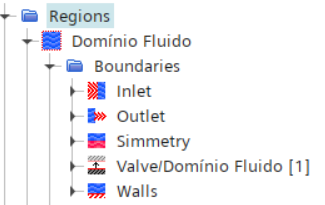 Regions
Domínio Fluido
Boundaries
Inlet
Outlet
Simmetry
Valve/Domínio Fluido [1]
Walls